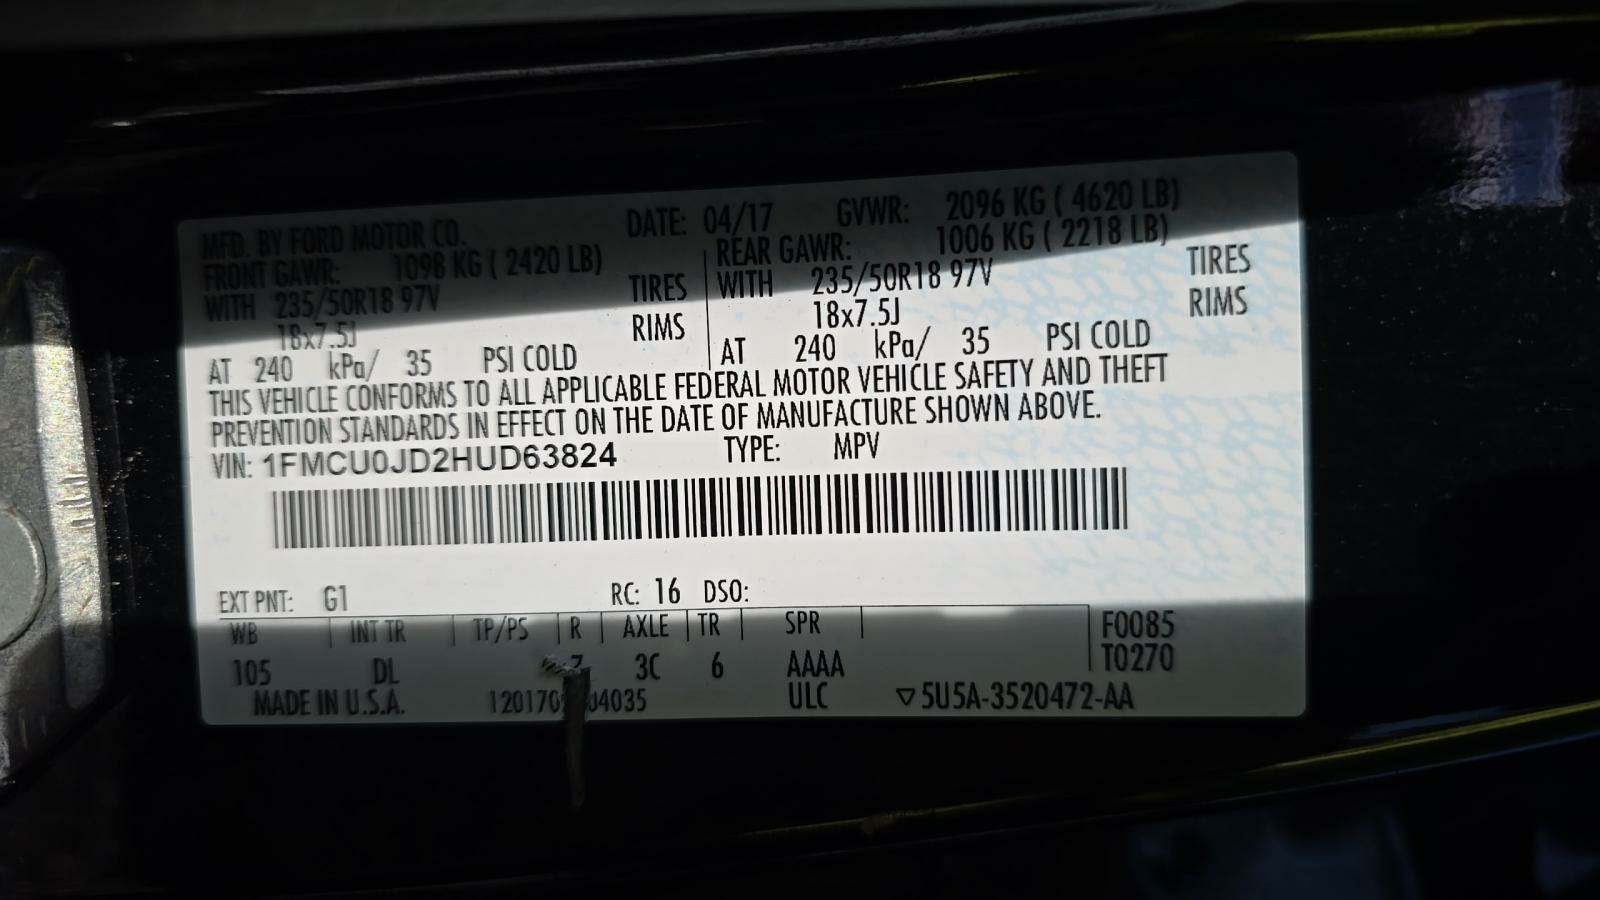 MFD. BY FORD MOTOR CO. DATE: 04/17 GVWR: 2096 KG ( 4620 LB)
FRONT GAWR: 1098 KG ( 2420 LB) REAR GAWR: 1006 KG ( 2218 LB)
WITH 235/50R18 97V TIRES WITH 235/50R18 97V TIRES
18x7.5J RIMS 18x7.5J RIMS
AT 240 kPa/ 35 PSI COLD AT 240 kPa/ 35 PSI COLD
THIS VEHICLE CONFORMS TO ALL APPLICABLE FEDERAL MOTOR VEHICLE SAFETY AND THEFT
PREVENTION STANDARDS IN EFFECT ON THE DATE OF MANUFACTURE SHOWN ABOVE.
VIN: 1FMCU0JD2HUD63824 TYPE: MPV
EXT PNT: G1 RC: 16 DSO:
WB INT TR TP/PS R AXLE TR SPR F0085
105 DL 3C 6 AAAA T0270
MADE IN U.S.A. ULC ▽5U5A-3520472-AA